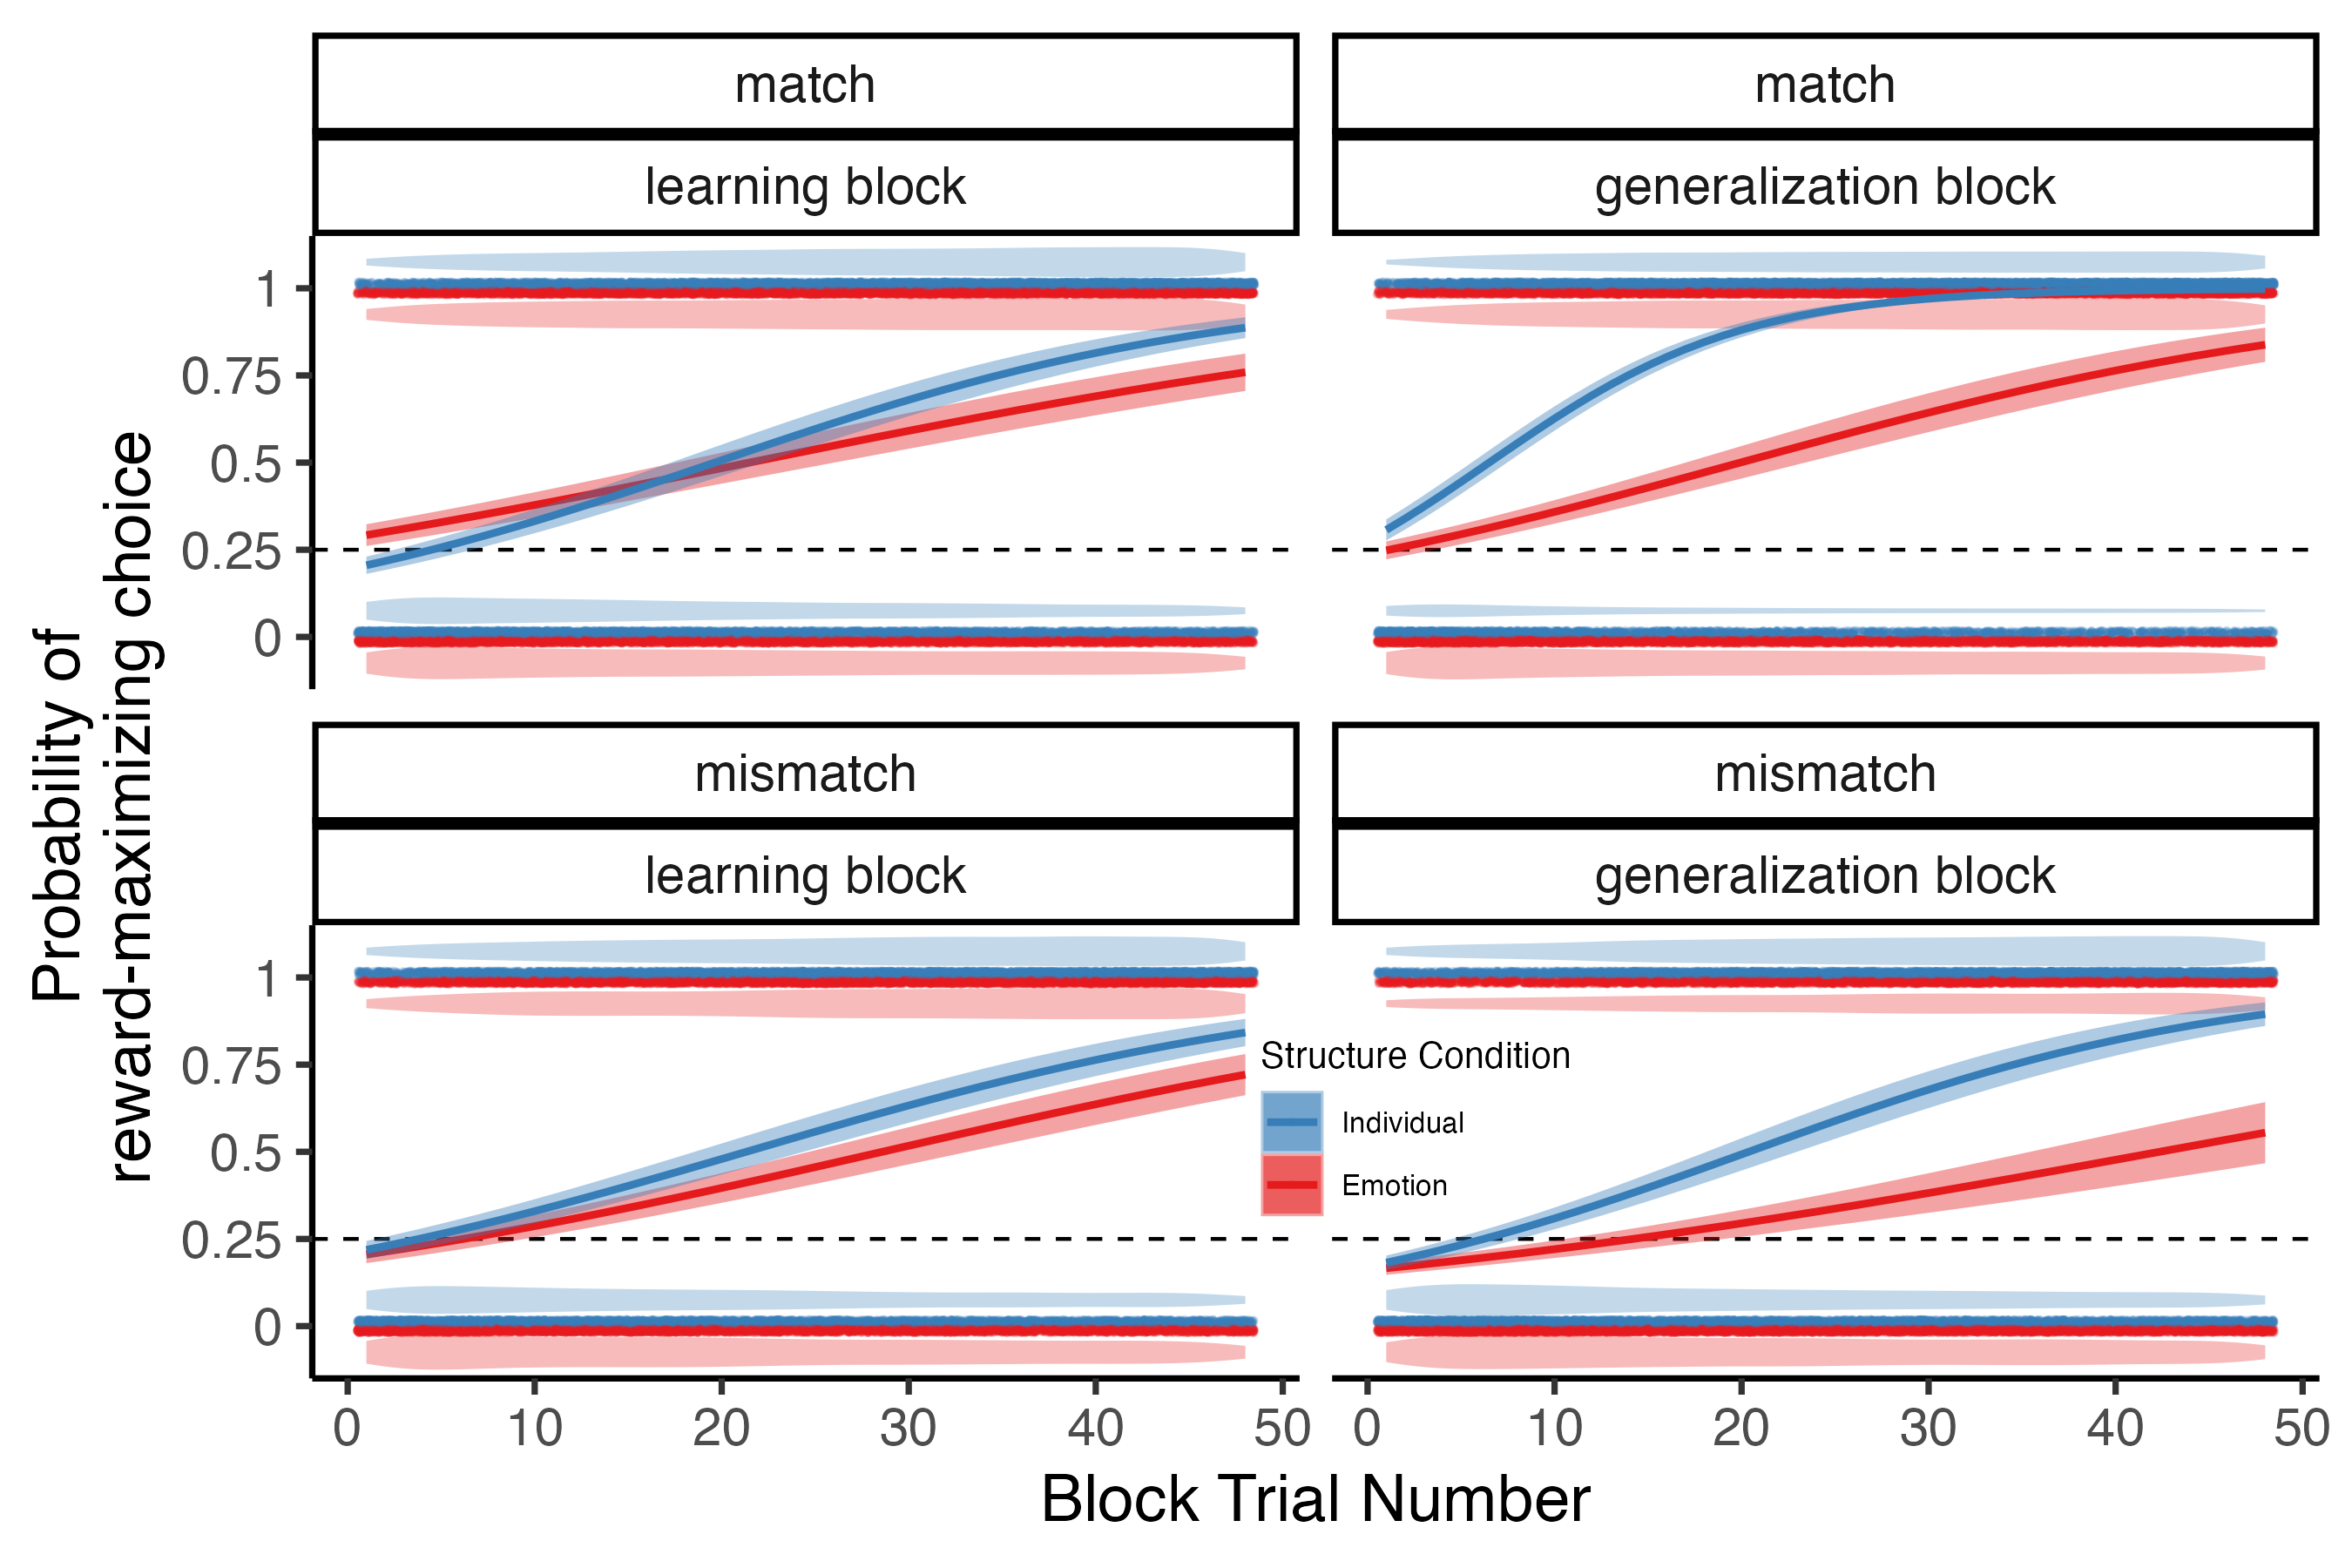 match
match
learning block
generalization block
1
0.75
0.5
0.25
0
mismatch
mismatch
learning block
generalization block
1
0.75
0.5
0.25
0
Probability of
reward-maximizing choice
Structure Condition
Individual
Emotion
0 10 20 30 40 50
0 10 20 30 40 50
Block Trial Number